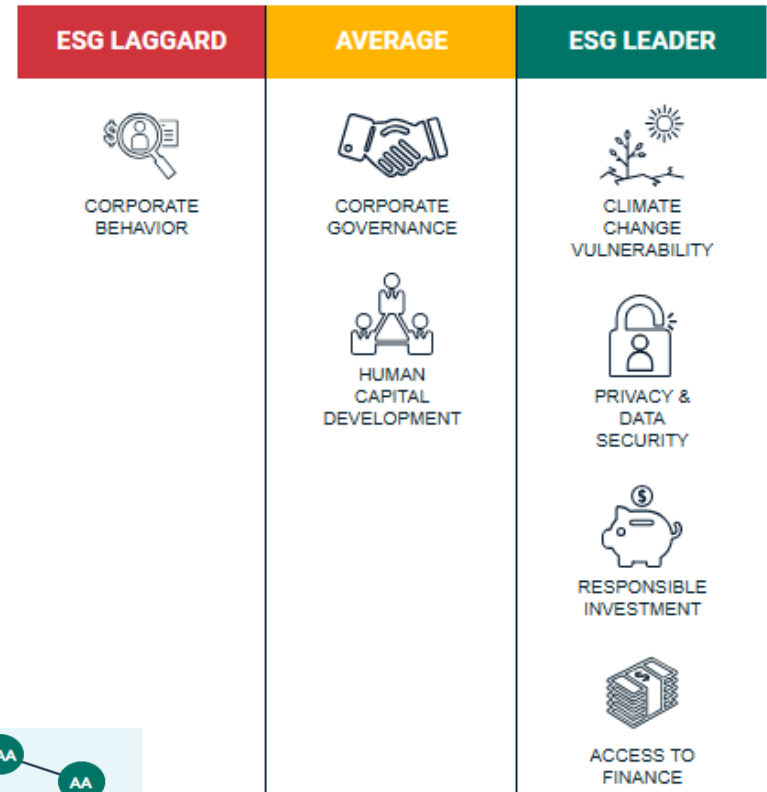 ESG LAGGARD
AVERAGE
ESG LEADER
CORPORATE
BEHAVIOR
CORPORATE
GOVERNANCE
HUMAN
CAPITAL
DEVELOPMENT
CLIMATE
CHANGE
VULNERABILITY
PRIVACY &
DATA
SECURITY
$
RESPONSIBLE
INVESTMENT
ACCESS TO
FINANCE
AA
AA